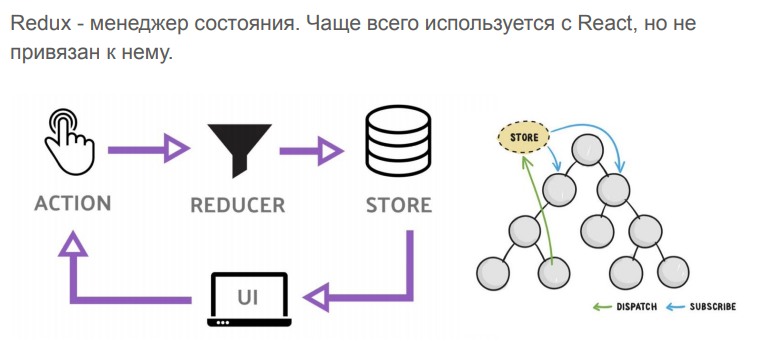 Redux - менеджер состояния. Чаще всего используется с React, но не
привязан к нему.
ACTION
REDUCER
STORE
UI
STORE
DISPATCH
SUBSCRIBE